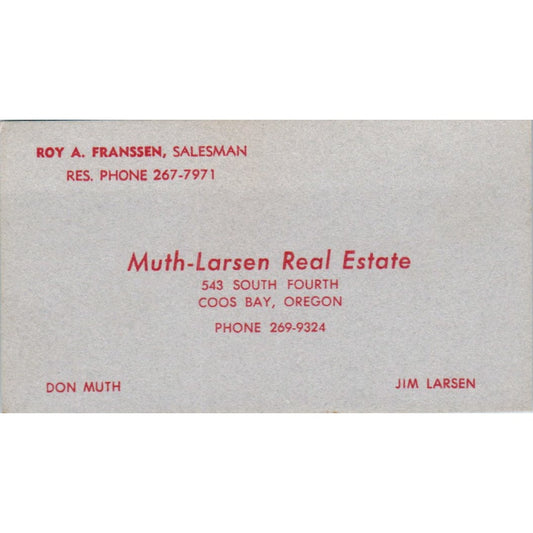 ROY A. FRANSSEN, SALESMAN
RES. PHONE 267-7971
Muth-Larsen Real Estate
543 SOUTH FOURTH
COOS BAY, OREGON
PHONE 269-9324
DON MUTH
JIM LARSEN